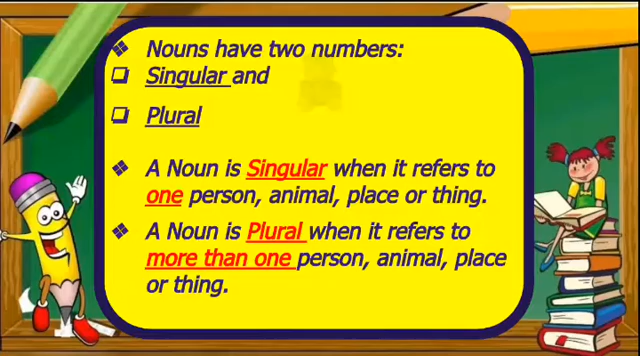 Nouns have two numbers:
Singular and
Plural
A Noun is Singular when it refers to
one person, animal, place or thing.
A Noun is Plural when it refers to
more than one person, animal, place
or thing.